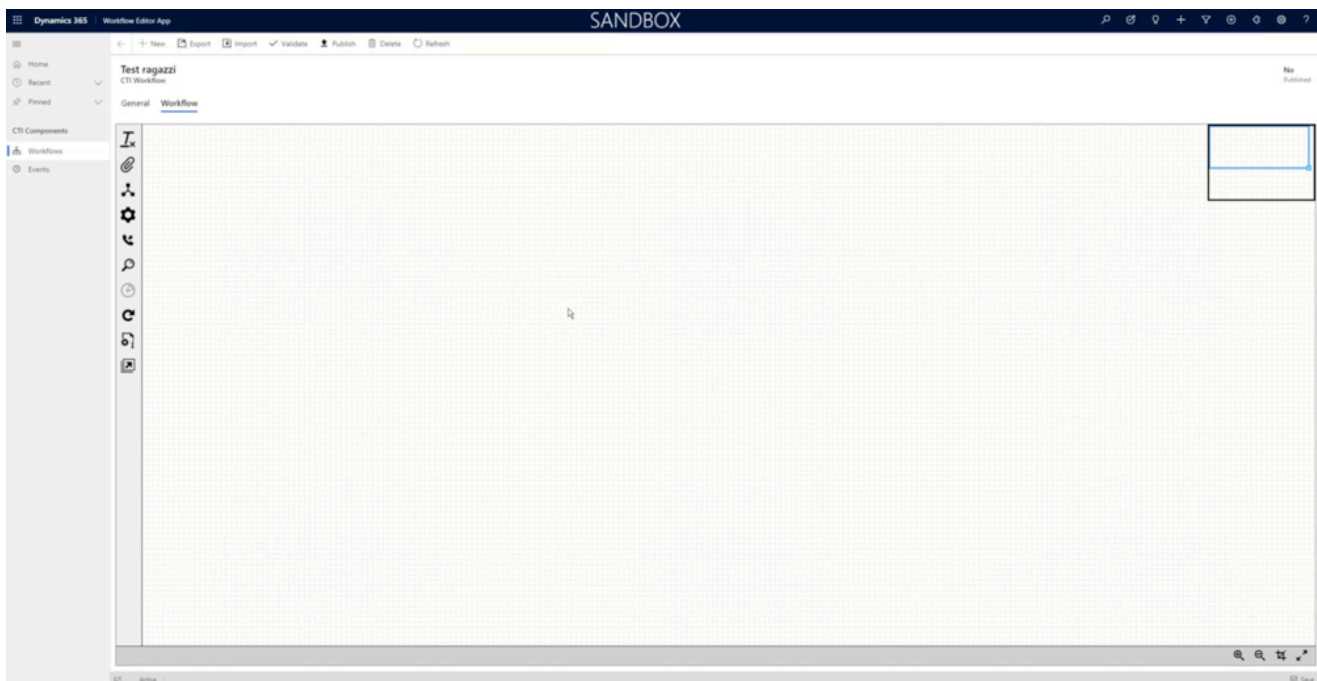 Dynamics 365 Workflow Editor App SANDBOX
New Export Import Validate Publish Delete Refresh
Home
Recent
Pinned
CTI Components
Workflows
Events
Test ragazzi
CTI Workflow
No
Published
General Workflow
Active
Save